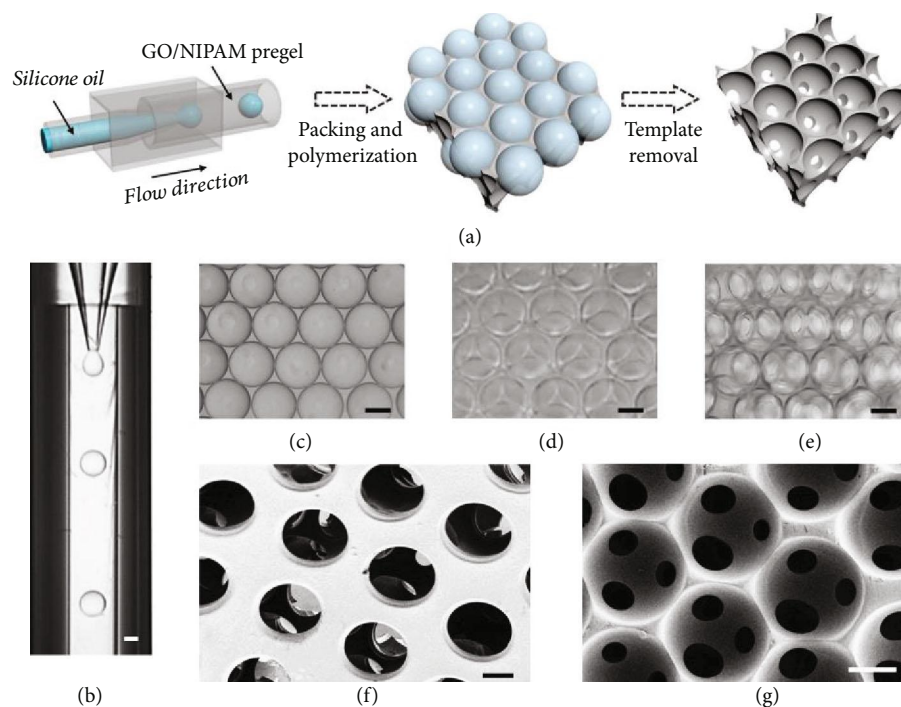 GO/NIPAM pregel
Silicone oil
Flow direction
Packing and
polymerization
Template
removal
(a)
(b)
(c)
(d)
(e)
(f)
(g)